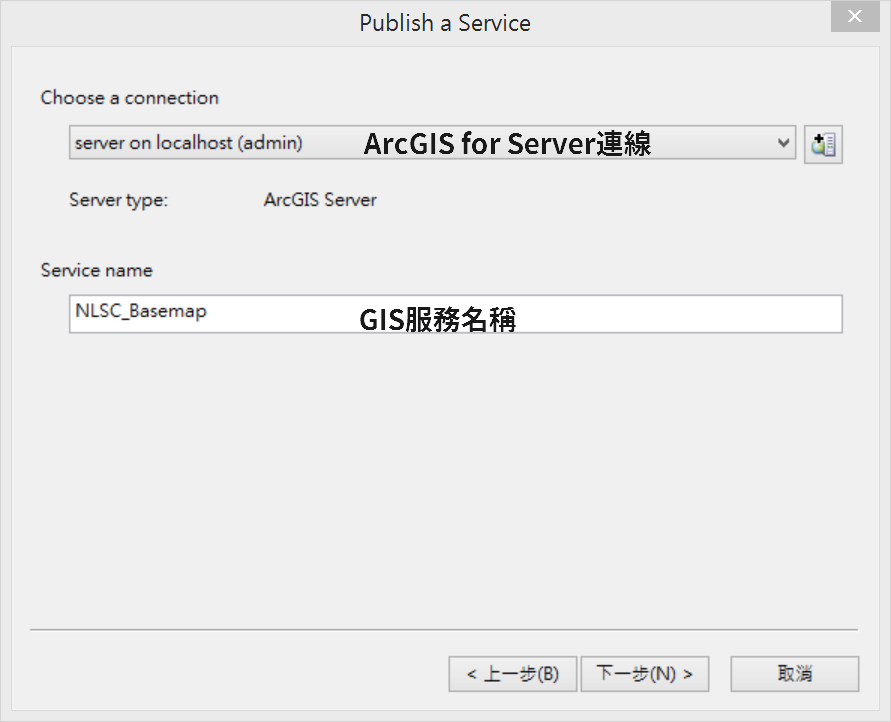 Publish a Service
Choose a connection
server on localhost (admin) ArcGIS for Server連線
Server type: ArcGIS Server
Service name
NLSC_Basemap GIS服務名稱
< 上一步(B) 下一步(N) > 取消